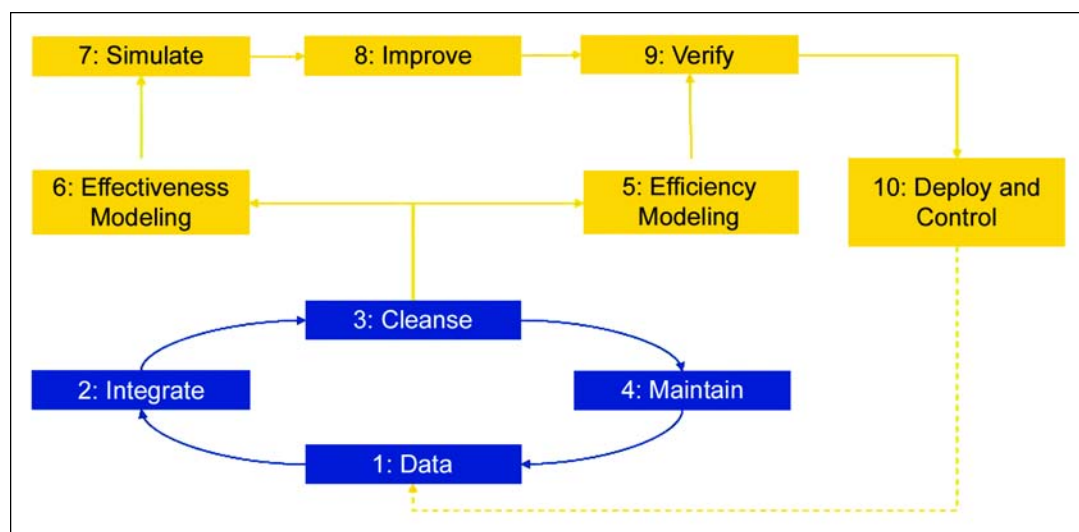 7: Simulate
8: Improve
9: Verify
6: Effectiveness
Modeling
5: Efficiency
Modeling
10: Deploy and
Control
3: Cleanse
2: Integrate
4: Maintain
1: Data